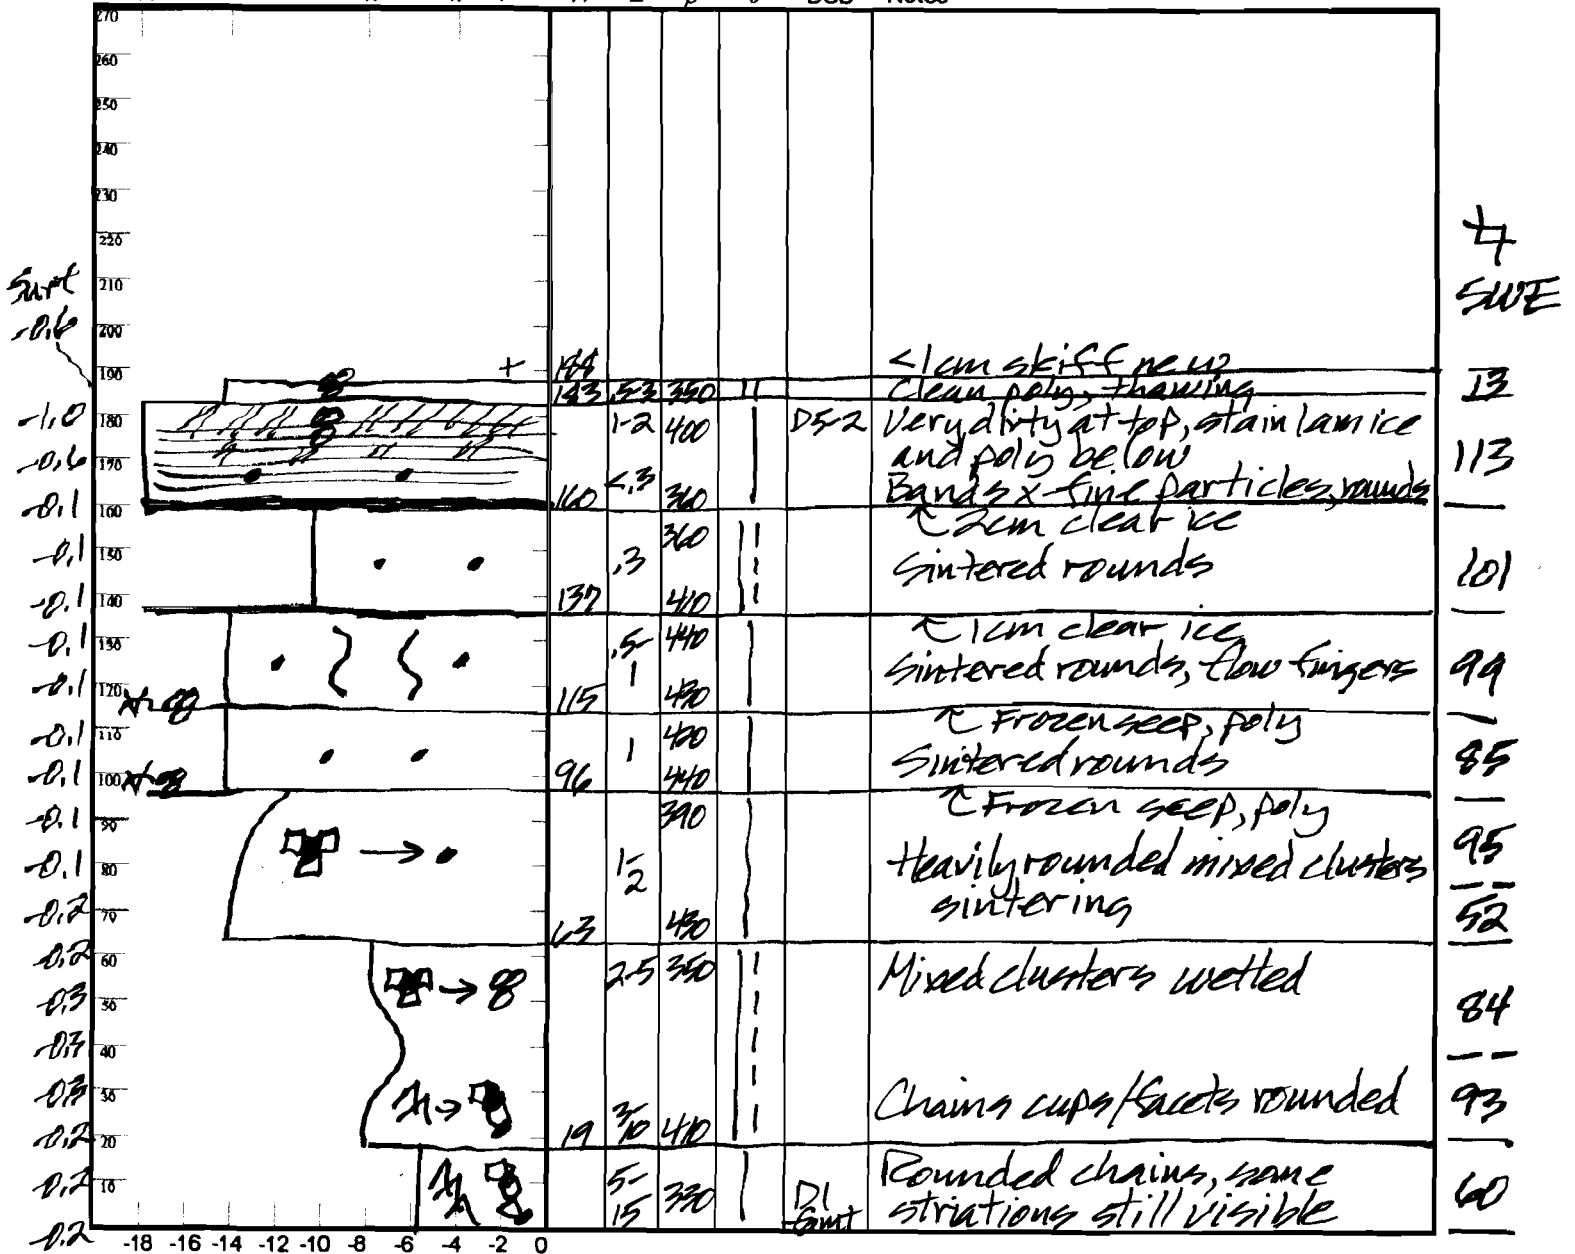 270
260
250
240
230
220
210
200
190
180
170
160
150
140
130
120
110
100
90
80
70
60
50
40
30
20
10
-18 -16 -14 -12 -10 -8 -6 -4 -2 0
Surf
-0.6
-1.0
-0.6
-0.1
-0.1
-0.1
-0.1
-0.1
-0.1
-0.1
-0.1
-0.1
-0.2
-0.2
-0.3
-0.3
-0.3
-0.2
-0.2
-0.2
SWE
+ 188 <1cm skiff new
183 .5-3 350 Clean poly, thawing 13
1-2 400 D5-2 Very dirty at top, stain lam ice
and poly below 113
160 <.3 360 Bands x-fine particles, rounds
360 2cm clear ice
.3 Sintered rounds 101
137 410
440 1cm clear ice
.5-1 Sintered rounds, flow fingers 99
115 430
420 Frozen seep, poly
1 Sintered rounds 85
96 440
390 Frozen seep, poly
1-2 Heavily rounded mixed clusters 95
sintering 52
63 430
2-5 350 Mixed clusters wetted 84
Chains cups/facets rounded 93
19 3-10 410
5-15 330 Rounded chains, some
D1 striations still visible 60